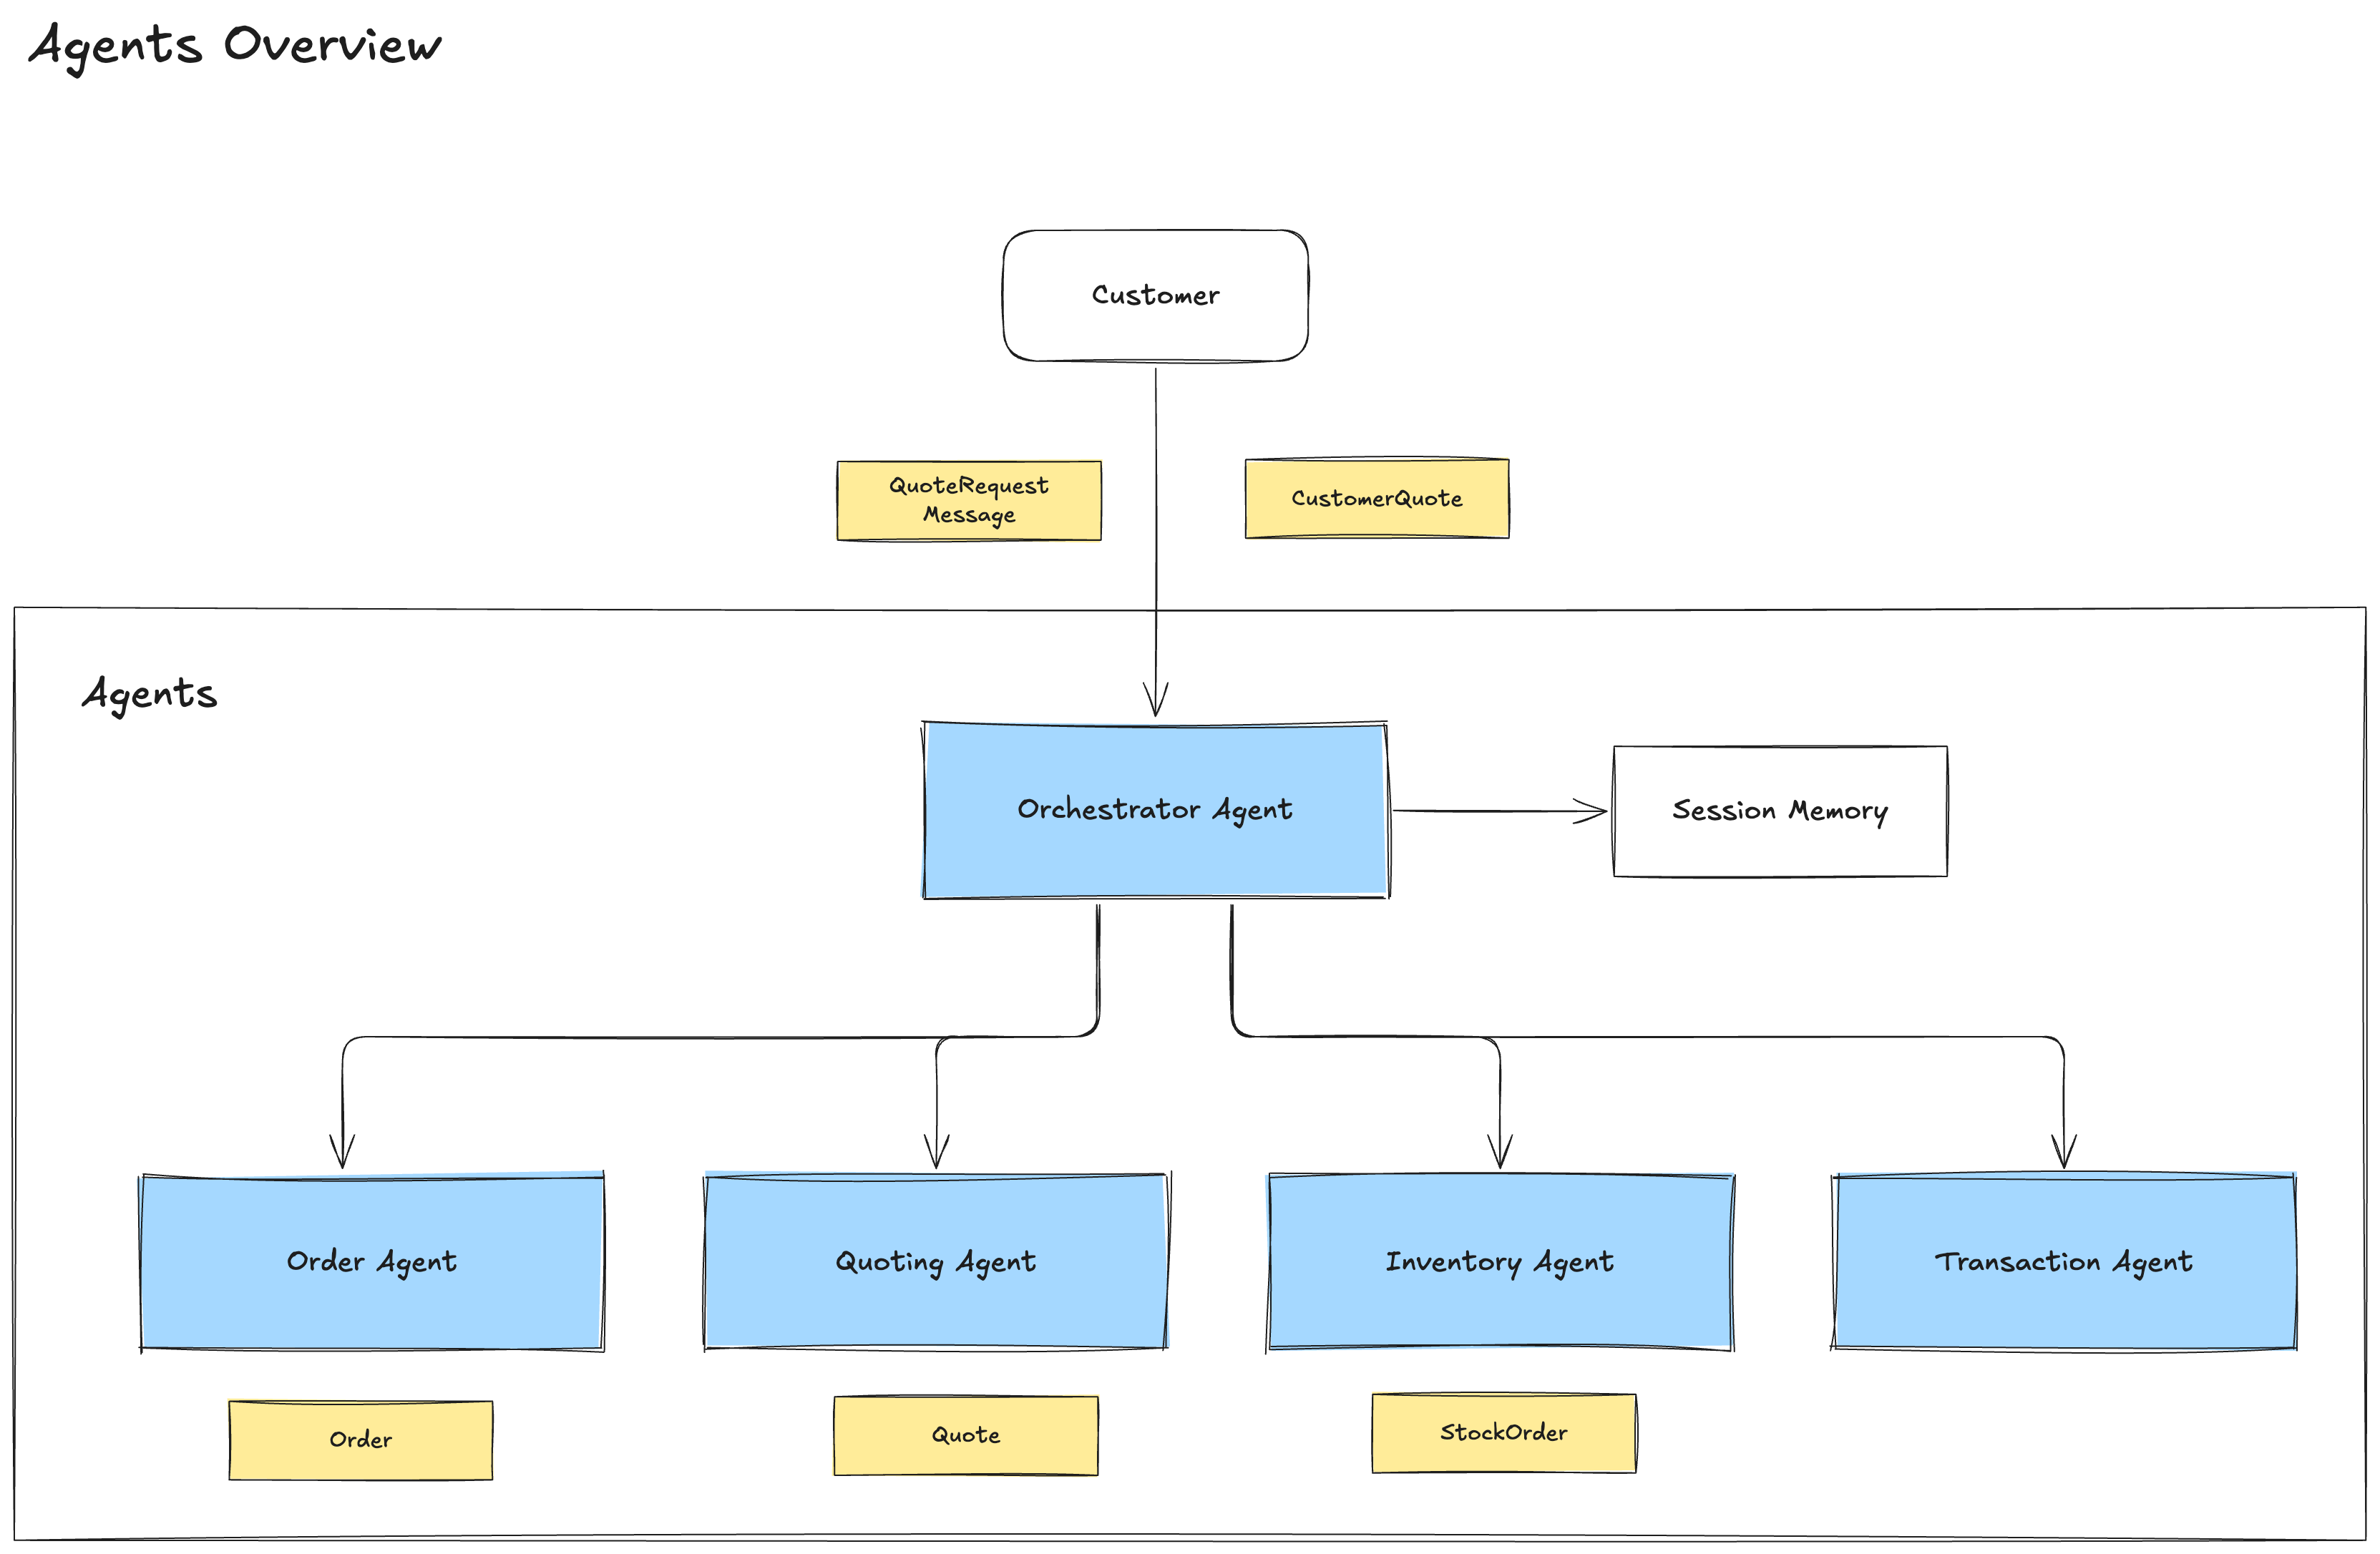 Agents Overview
Customer
QuoteRequest
Message
CustomerQuote
Agents
Orchestrator Agent
Session Memory
Order Agent
Quoting Agent
Inventory Agent
Transaction Agent
Order
Quote
StockOrder